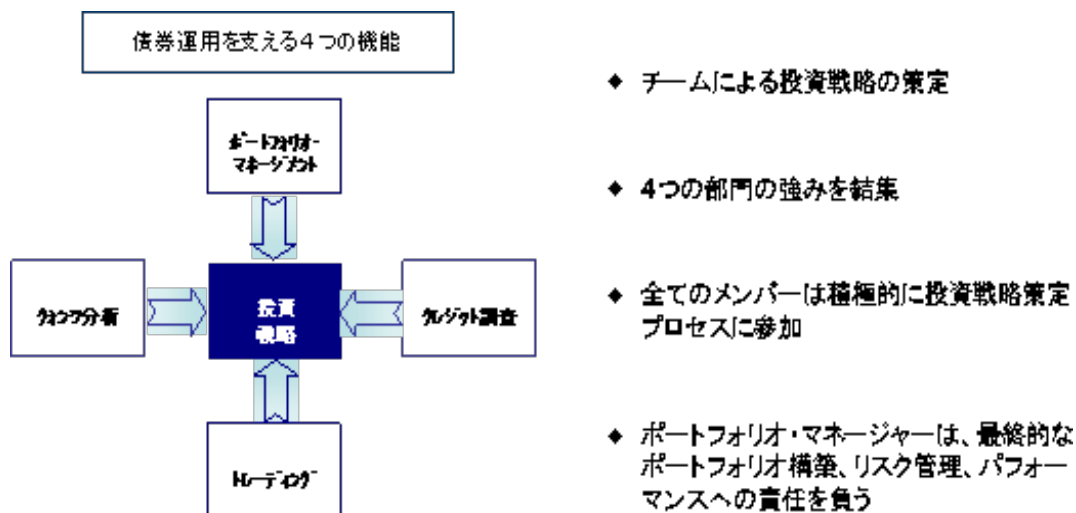 債券運用を支える４つの機能
ポートフォリオ・
マネージメント
クォンツ分析
投資
戦略
クレジット調査
トレーディング
◆ チームによる投資戦略の策定
◆ 4つの部門の強みを結集
◆ 全てのメンバーは積極的に投資戦略策定
プロセスに参加
◆ ポートフォリオ・マネージャーは、最終的な
ポートフォリオ構築、リスク管理、パフォー
マンスへの責任を負う